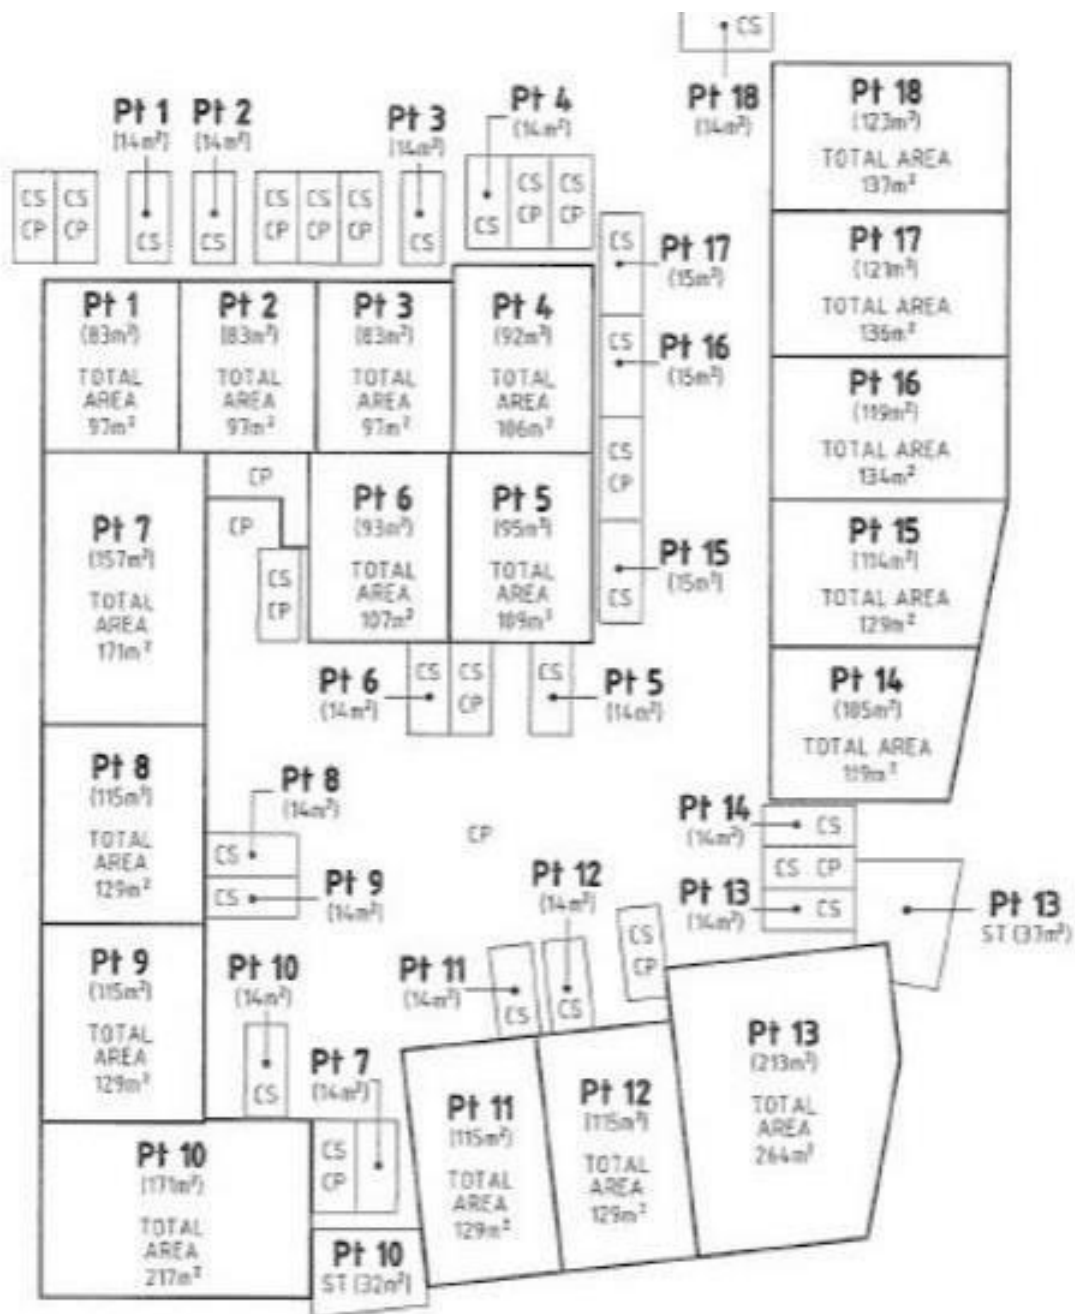 CS
Pt 18
(14m²)
Pt 18
(123m²)
TOTAL AREA
137m²
Pt 1
(14m²)
Pt 2
(14m²)
Pt 3
(14m²)
Pt 4
(14m²)
CS
CP
CS
CP
CS
CS
CS
CP
CS
CP
CS
CP
CS
CS
CS
CP
CS
CP
CS
Pt 17
(15m²)
Pt 17
(121m²)
TOTAL AREA
136m²
Pt 1
(83m²)
TOTAL
AREA
97m²
Pt 2
(83m²)
TOTAL
AREA
97m²
Pt 3
(83m²)
TOTAL
AREA
97m²
Pt 4
(92m²)
TOTAL
AREA
106m²
CS
Pt 16
(15m²)
Pt 16
(119m²)
TOTAL AREA
134m²
CS
CP
Pt 7
(157m²)
TOTAL
AREA
171m²
CP
CP
CS
CP
Pt 6
(93m²)
TOTAL
AREA
107m²
Pt 5
(95m²)
TOTAL
AREA
109m²
CS
Pt 15
(15m²)
Pt 15
(114m²)
TOTAL AREA
129m²
Pt 6
(14m²)
CS
CS
CP
CS
Pt 5
(14m²)
Pt 14
(105m²)
TOTAL AREA
119m²
Pt 8
(115m²)
TOTAL
AREA
129m²
Pt 8
(14m²)
CS
CS
Pt 9
(14m²)
CP
Pt 14
(14m²)
CS
CS CP
Pt 13
(14m²)
CS
Pt 13
ST (37m²)
Pt 12
(14m²)
CS
CS
CP
Pt 9
(115m²)
TOTAL
AREA
129m²
Pt 10
(14m²)
CS
Pt 11
(14m²)
CS
Pt 7
(14m²)
CS
CP
Pt 10
(171m²)
TOTAL
AREA
217m²
Pt 10
ST (32m²)
Pt 11
(115m²)
TOTAL
AREA
129m²
Pt 12
(115m²)
TOTAL
AREA
129m²
Pt 13
(213m²)
TOTAL
AREA
264m²